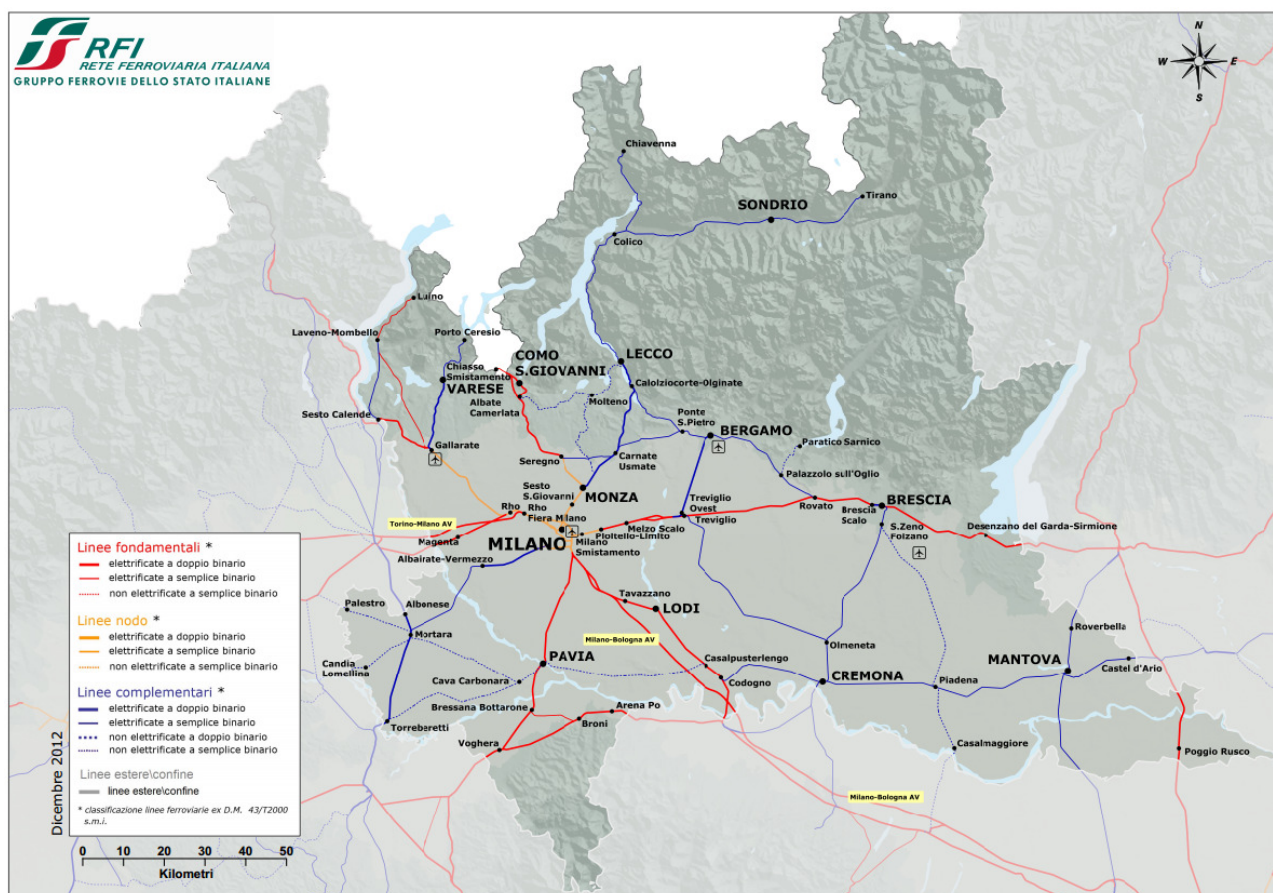 RFI
RETE FERROVIARIA ITALIANA
GRUPPO FERROVIE DELLO STATO ITALIANE
N
W
E
S
Chiavenna
SONDRIO
Tirano
Colico
Luino
Laveno-Mombello
Porto Ceresio
COMO
S.GIOVANNI
LECCO
Chiasso
Smistamento
VARESE
Albate
Camerlata
Calolziocorte-Olginate
Molteno
Sesto Calende
Ponte
S.Pietro
BERGAMO
Paratico Sarnico
Gallarate
Seregno
Carnate
Usmate
Palazzolo sull'Oglio
Sesto
S.Giovanni
MONZA
Rho
Rho
Fiera Milano
Treviglio
Ovest
Treviglio
Rovato
BRESCIA
Brescia
Scalo
S.Zeno
Folzano
Desenzano del Garda-Sirmione
Torino-Milano AV
Magenta
MILANO
Melzo Scalo
Pioltello-Limito
Milano
Smistamento
Albairate-Vermezzo
Tavazzano
LODI
Palestro
Albonese
Mortara
Candia
Lomellina
Milano-Bologna AV
Roverbella
Olmeneta
PAVIA
Casalpusterlengo
Codogno
MANTOVA
Castel d'Ario
Cava Carbonara
CREMONA
Piadena
Bressana Bottarone
Arena Po
Broni
Torreberetti
Voghera
Casalmaggiore
Poggio Rusco
Milano-Bologna AV
Linee fondamentali *
elettrificate a doppio binario
elettrificate a semplice binario
non elettrificate a semplice binario
Linee nodo *
elettrificate a doppio binario
elettrificate a semplice binario
non elettrificate a semplice binario
Linee complementari *
elettrificate a doppio binario
elettrificate a semplice binario
non elettrificate a doppio binario
non elettrificate a semplice binario
Linee estere\confine
linee estere\confine
* classificazione linee ferroviarie ex D.M. 43/T2000
s.m.i.
Dicembre 2012
0 10 20 30 40 50
Kilometri